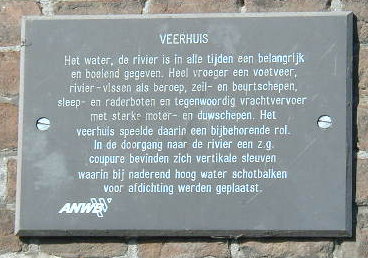 VEERHUIS
Het water, de rivier is in alle tijden een belangrijk
en boeiend gegeven. Heel vroeger een voetveer,
rivier-vissen als beroep, zeil- en beurtschepen,
sleep- en raderboten en tegenwoordig vrachtvervoer
met sterke moter- en duwschepen. Het
veerhuis speelde daarin een bijbehorende rol.
In de doorgang naar de rivier een z.g.
coupure bevinden zich vertikale sleuven
waarin bij naderend hoog water schotbalken
voor afdichting werden geplaatst.
ANWB